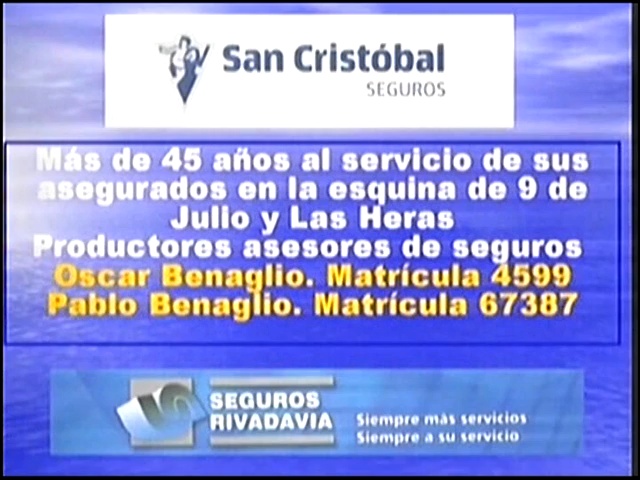 San Cristóbal
SEGUROS
Más de 45 años al servicio de sus
asegurados en la esquina de 9 de
Julio y Las Heras
Productores asesores de seguros
Oscar Benaglio. Matrícula 4599
Pablo Benaglio. Matrícula 67387
SEGUROS
RIVADAVIA
Siempre más servicios
Siempre a su servicio